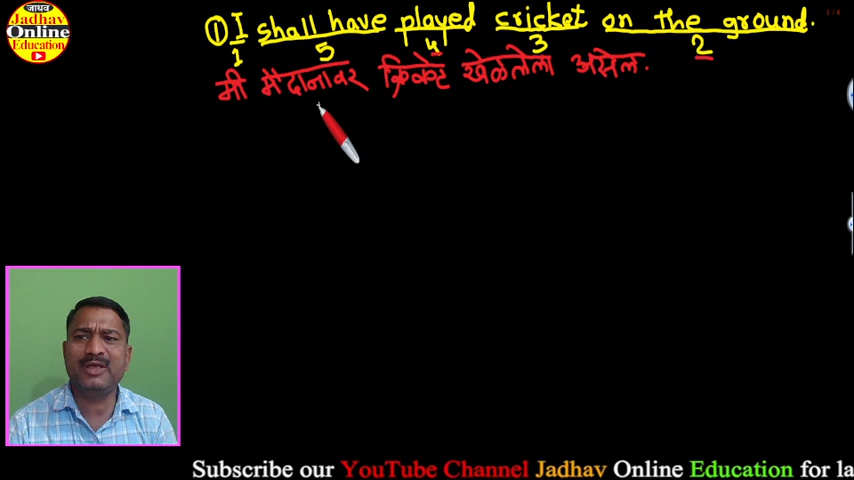 जाधव
Jadhav
Online
Education
① I shall have played cricket on the ground.
1 5 4 3 2
मी मैदानावर क्रिकेट खेळलेला असेल.
Subscribe our YouTube Channel Jadhav Online Education for la